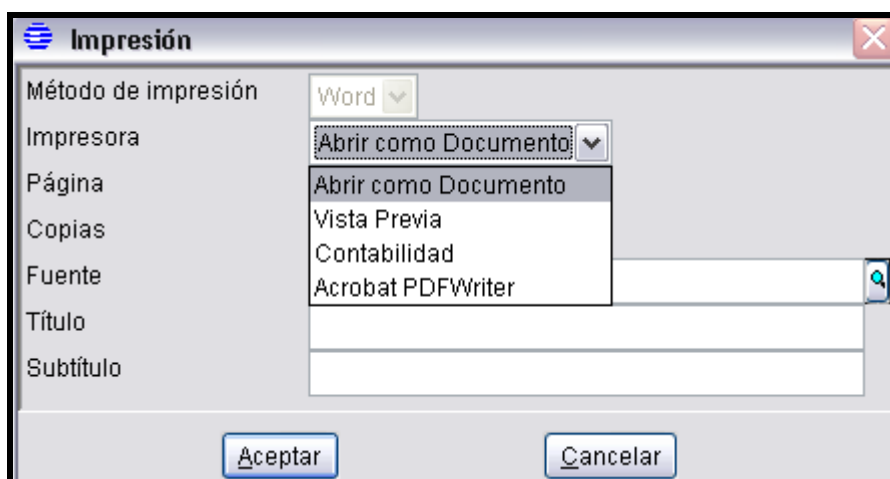 Impresión
Método de impresión Word
Impresora Abrir como Documento
Página Abrir como Documento
Vista Previa
Copias
Contabilidad
Fuente Acrobat PDFWriter
Título
Subtítulo
Aceptar Cancelar